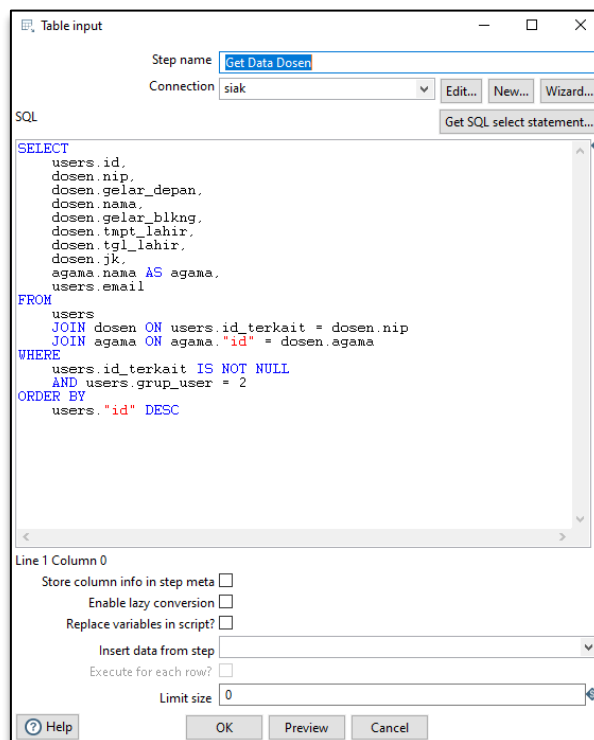 Table input
Step name Get Data Dosen
Connection siak Edit... New... Wizard...
SQL Get SQL select statement...
SELECT
users.id,
dosen.nip,
dosen.gelar_depan,
dosen.nama,
dosen.gelar_blkng,
dosen.tmpt_lahir,
dosen.tgl_lahir,
dosen.jk,
agama.nama AS agama,
users.email
FROM
users
JOIN dosen ON users.id_terkait = dosen.nip
JOIN agama ON agama."id" = dosen.agama
WHERE
users.id_terkait IS NOT NULL
AND users.grup_user = 2
ORDER BY
users."id" DESC
Line 1 Column 0
Store column info in step meta
Enable lazy conversion
Replace variables in script?
Insert data from step
Execute for each row?
Limit size 0
Help OK Preview Cancel